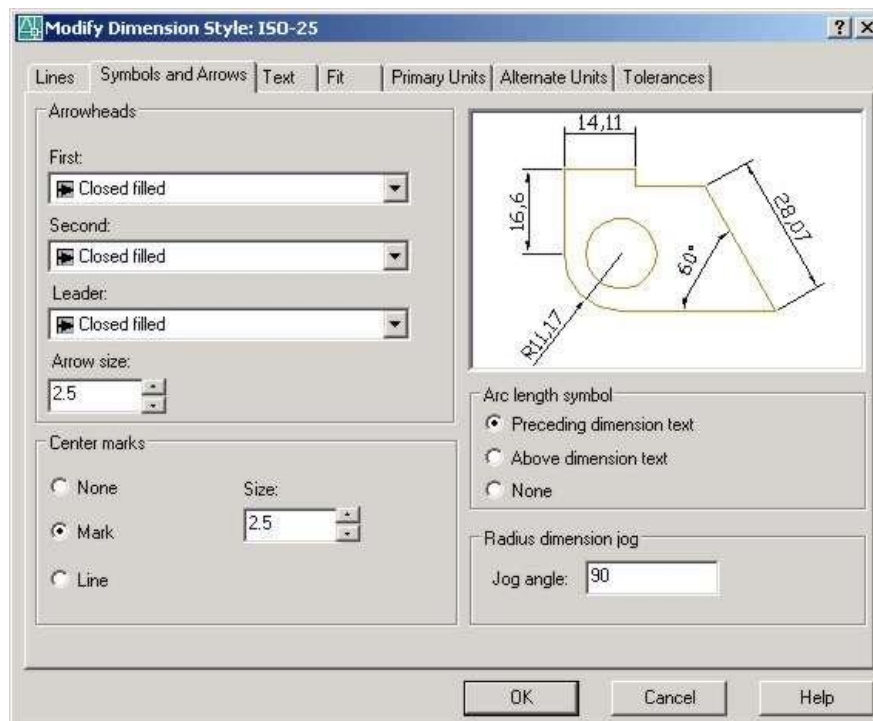 Modify Dimension Style: ISO-25
Lines
Symbols and Arrows
Text
Fit
Primary Units
Alternate Units
Tolerances
Arrowheads
First:
Closed filled
Second:
Closed filled
Leader:
Closed filled
Arrow size:
2.5
Center marks
None
Mark
Line
Size:
2.5
14,11
16,6
28,07
60°
R11,17
Arc length symbol
Preceding dimension text
Above dimension text
None
Radius dimension jog
Jog angle: 90
OK
Cancel
Help